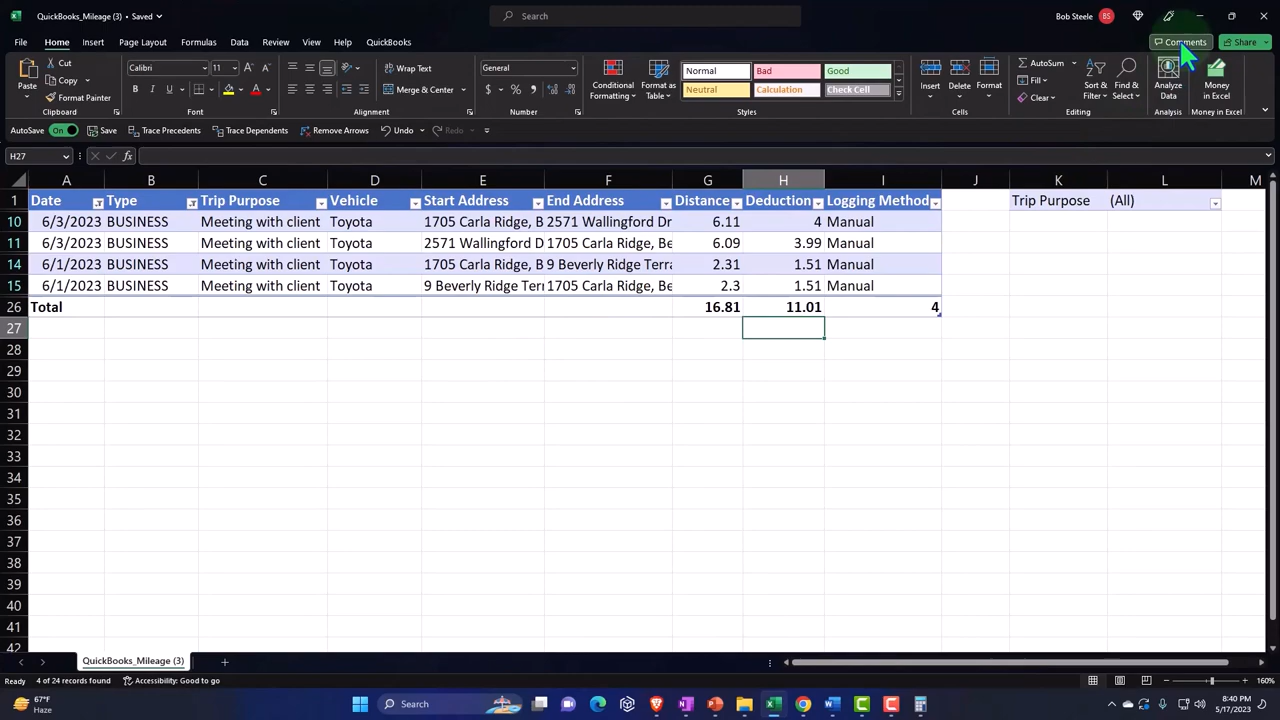 QuickBooks_Mileage (3) • Saved
Search
Bob Steele
BS
File Home Insert Page Layout Formulas Data Review View Help QuickBooks
Comments
Share
Paste
Cut
Copy
Format Painter
Clipboard
Calibri
11
Font
Wrap Text
Merge & Center
Alignment
Number
Conditional
Formatting
Format as
Table
Normal Bad Good
Neutral Calculation Check Cell
Styles
Insert Delete Format
Cells
AutoSum
Fill
Clear
Sort &
Filter
Find &
Select
Editing
Analyze
Data
Analysis
Money
in Excel
Money in Excel
AutoSave On Save Trace Precedents Trace Dependents Remove Arrows Undo Redo
H27
fx
A B C D E F G H I J K L M
1 Date Type Trip Purpose Vehicle Start Address End Address Distance Deduction Logging Method Trip Purpose (All)
10 6/3/2023 BUSINESS Meeting with client Toyota 1705 Carla Ridge, B 2571 Wallingford Dr 6.11 4 Manual
11 6/3/2023 BUSINESS Meeting with client Toyota 2571 Wallingford D 1705 Carla Ridge, Be 6.09 3.99 Manual
14 6/1/2023 BUSINESS Meeting with client Toyota 1705 Carla Ridge, B 9 Beverly Ridge Terra 2.31 1.51 Manual
15 6/1/2023 BUSINESS Meeting with client Toyota 9 Beverly Ridge Terr 1705 Carla Ridge, Be 2.3 1.51 Manual
26 Total 16.81 11.01 4
27
28
29
30
31
32
33
34
35
36
37
38
39
40
41
42
QuickBooks_Mileage (3)
Ready 4 of 24 records found Accessibility: Good to go
160%
67°F
Haze
Search
8:40 PM
5/17/2023